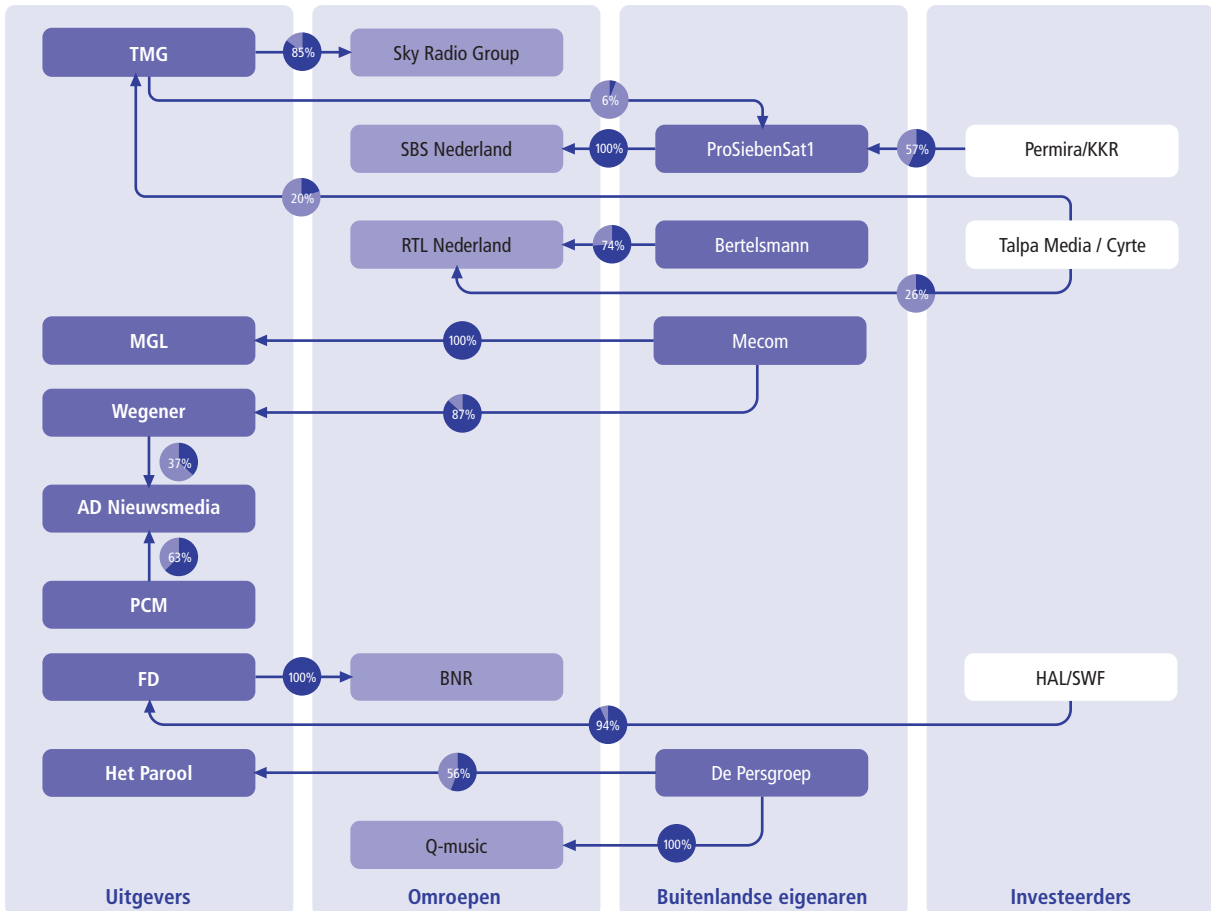 TMG
85%
Sky Radio Group
6%
SBS Nederland
100%
ProSiebenSat1
57%
Permira/KKR
20%
RTL Nederland
74%
Bertelsmann
Talpa Media / Cyrte
26%
MGL
100%
Mecom
Wegener
87%
37%
AD Nieuwsmedia
63%
PCM
FD
100%
BNR
HAL/SWF
94%
Het Parool
56%
De Persgroep
Q-music
100%
Uitgevers
Omroepen
Buitenlandse eigenaren
Investeerders